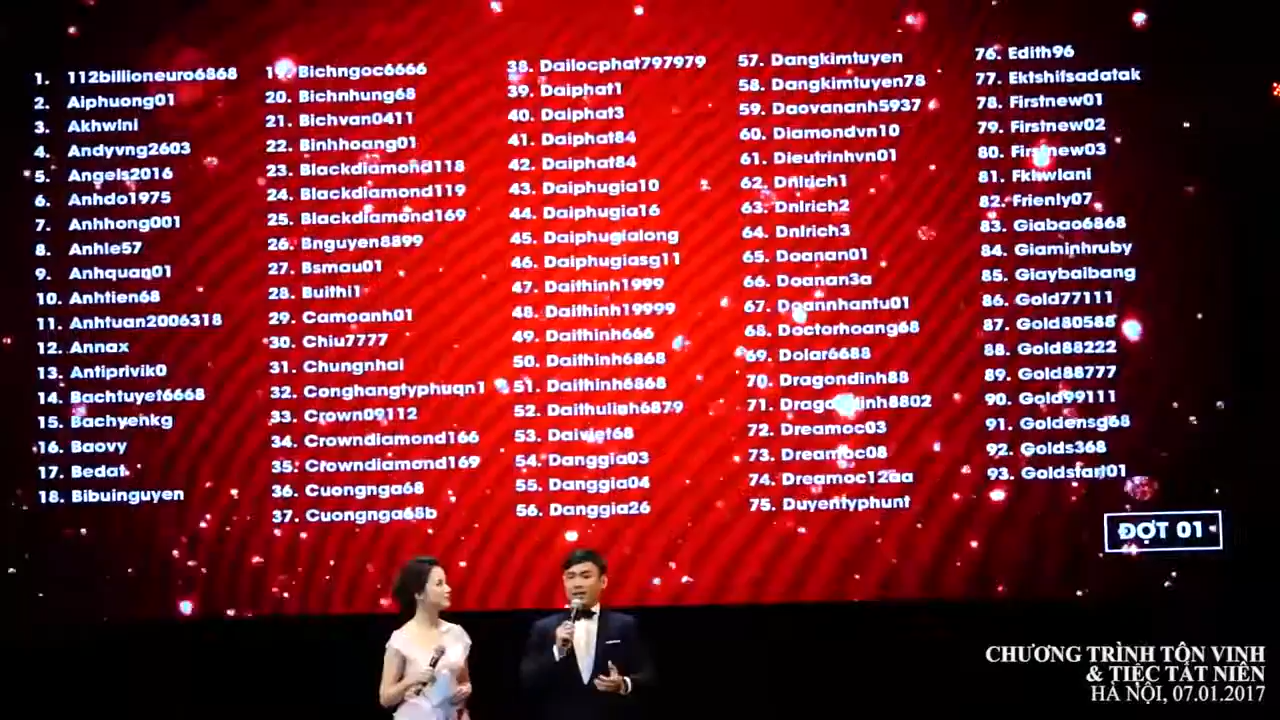 1. 112billioneuro6868
2. Aiphuong01
3. Akhwini
4. Andyvng2603
5. Angels2016
6. Anhdo1975
7. Anhhong001
8. Anhle57
9. Anhquan01
10. Anhtien68
11. Anhtuan2006318
12. Annax
13. Antiprivik0
14. Bachtuyet6668
15. Bachyenkg
16. Baovy
17. Bedat
18. Bibuinguyen
19. Bichngoc6666
20. Bichnhung68
21. Bichvan0411
22. Binhhoang01
23. Blackdiamond118
24. Blackdiamond119
25. Blackdiamond169
26. Bnguyen8899
27. Bsmau01
28. Buithi1
29. Camoanh01
30. Chiu7777
31. Chungnhai
32. Conghangtyphuqn1
33. Crown09112
34. Crowndiamond166
35. Crowndiamond169
36. Cuongnga68
37. Cuongnga68b
38. Dailocphat797979
39. Daiphat1
40. Daiphat3
41. Daiphat84
42. Daiphat84
43. Daiphugia10
44. Daiphugia16
45. Daiphugialong
46. Daiphugiasg11
47. Daithinh1999
48. Daithinh19999
49. Daithinh666
50. Daithinh6868
51. Daithinh6868
52. Daithulinh6879
53. Daiviet68
54. Danggia03
55. Danggia04
56. Danggia26
57. Dangkimtuyen
58. Dangkimtuyen78
59. Daovananh5937
60. Diamondvn10
61. Dieutrinhvn01
62. Dnlrich1
63. Dnlrich2
64. Dnlrich3
65. Doanan01
66. Doanan3a
67. Doannhantu01
68. Doctorhoang68
69. Dolar6688
70. Dragondinh88
71. Dragondinh8802
72. Dreamoc03
73. Dreamoc08
74. Dreamoc12aa
75. Duyentyphunt
76. Edith96
77. Ektshifsadatak
78. Firstnew01
79. Firstnew02
80. Firstnew03
81. Fkhwiani
82. Frienly07
83. Giabao6868
84. Giaminhruby
85. Giaybaibang
86. Gold77111
87. Gold80588
88. Gold88222
89. Gold88777
90. Gold99111
91. Goldensg68
92. Golds368
93. Goldstart01
ĐỢT 01
CHƯƠNG TRÌNH TÔN VINH
& TIỆC TẤT NIÊN
HÀ NỘI, 07.01.2017